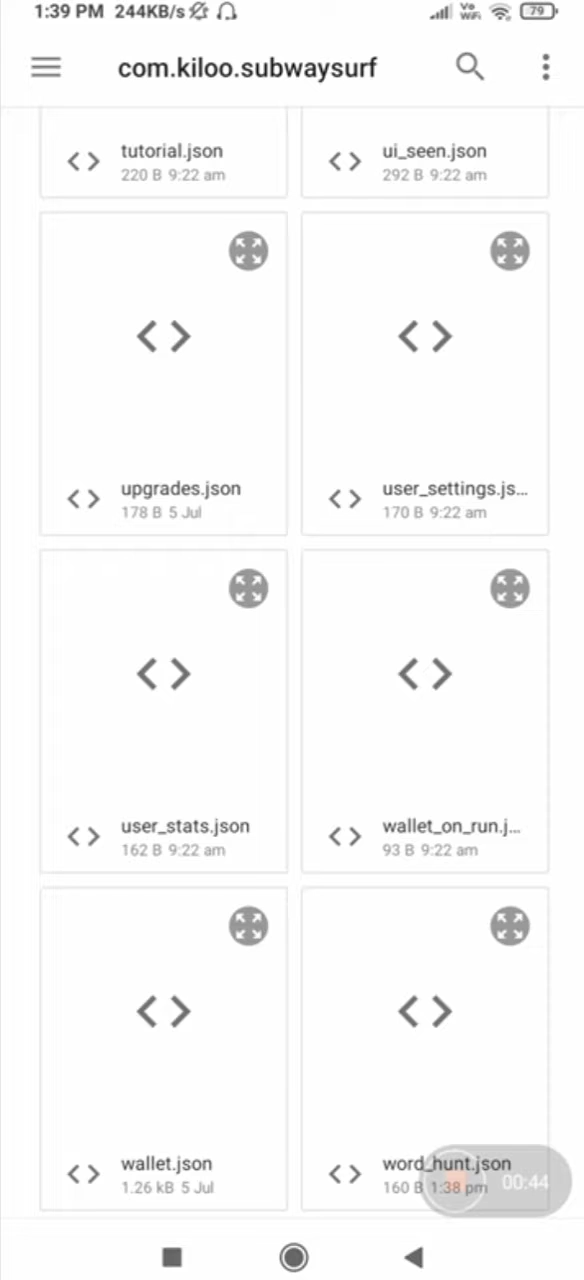 1:39 PM 244KB/s Vo WiFi 79
com.kiloo.subwaysurf
tutorial.json ui_seen.json
220 B 9:22 am 292 B 9:22 am
upgrades.json user_settings.js...
178 B 5 Jul 170 B 9:22 am
user_stats.json wallet_on_run.j...
162 B 9:22 am 93 B 9:22 am
wallet.json word_hunt.json
1.26 kB 5 Jul 160 B 1:38 pm
00:44